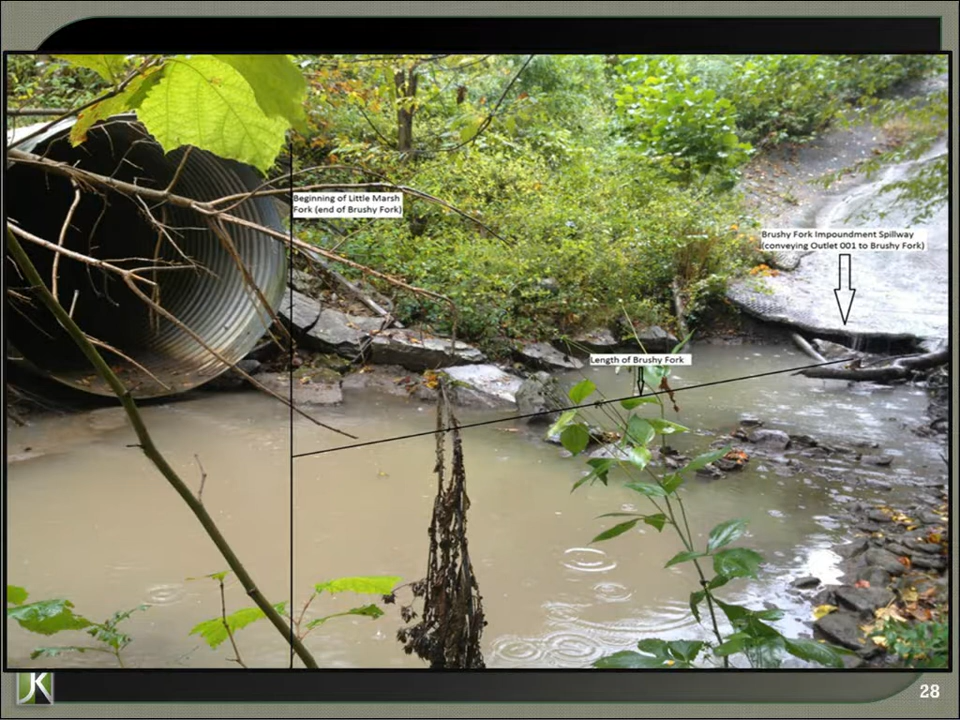 Beginning of Little Marsh
Fork (end of Brushy Fork)
Brushy Fork Impoundment Spillway
(conveying Outlet 001 to Brushy Fork)
Length of Brushy Fork
JK
28